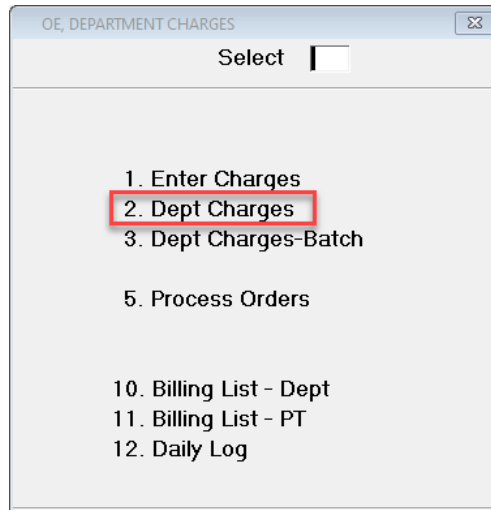 OE, DEPARTMENT CHARGES
Select
1. Enter Charges
2. Dept Charges
3. Dept Charges-Batch
5. Process Orders
10. Billing List - Dept
11. Billing List - PT
12. Daily Log